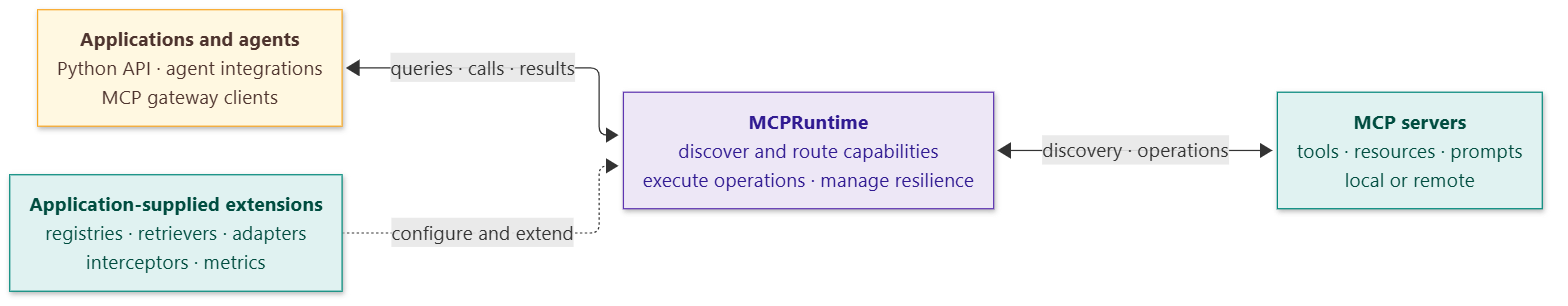 Applications and agents
Python API · agent integrations
MCP gateway clients
queries · calls · results
Application-supplied extensions
registries · retrievers · adapters
interceptors · metrics
configure and extend
MCPRuntime
discover and route capabilities
execute operations · manage resilience
discovery · operations
MCP servers
tools · resources · prompts
local or remote